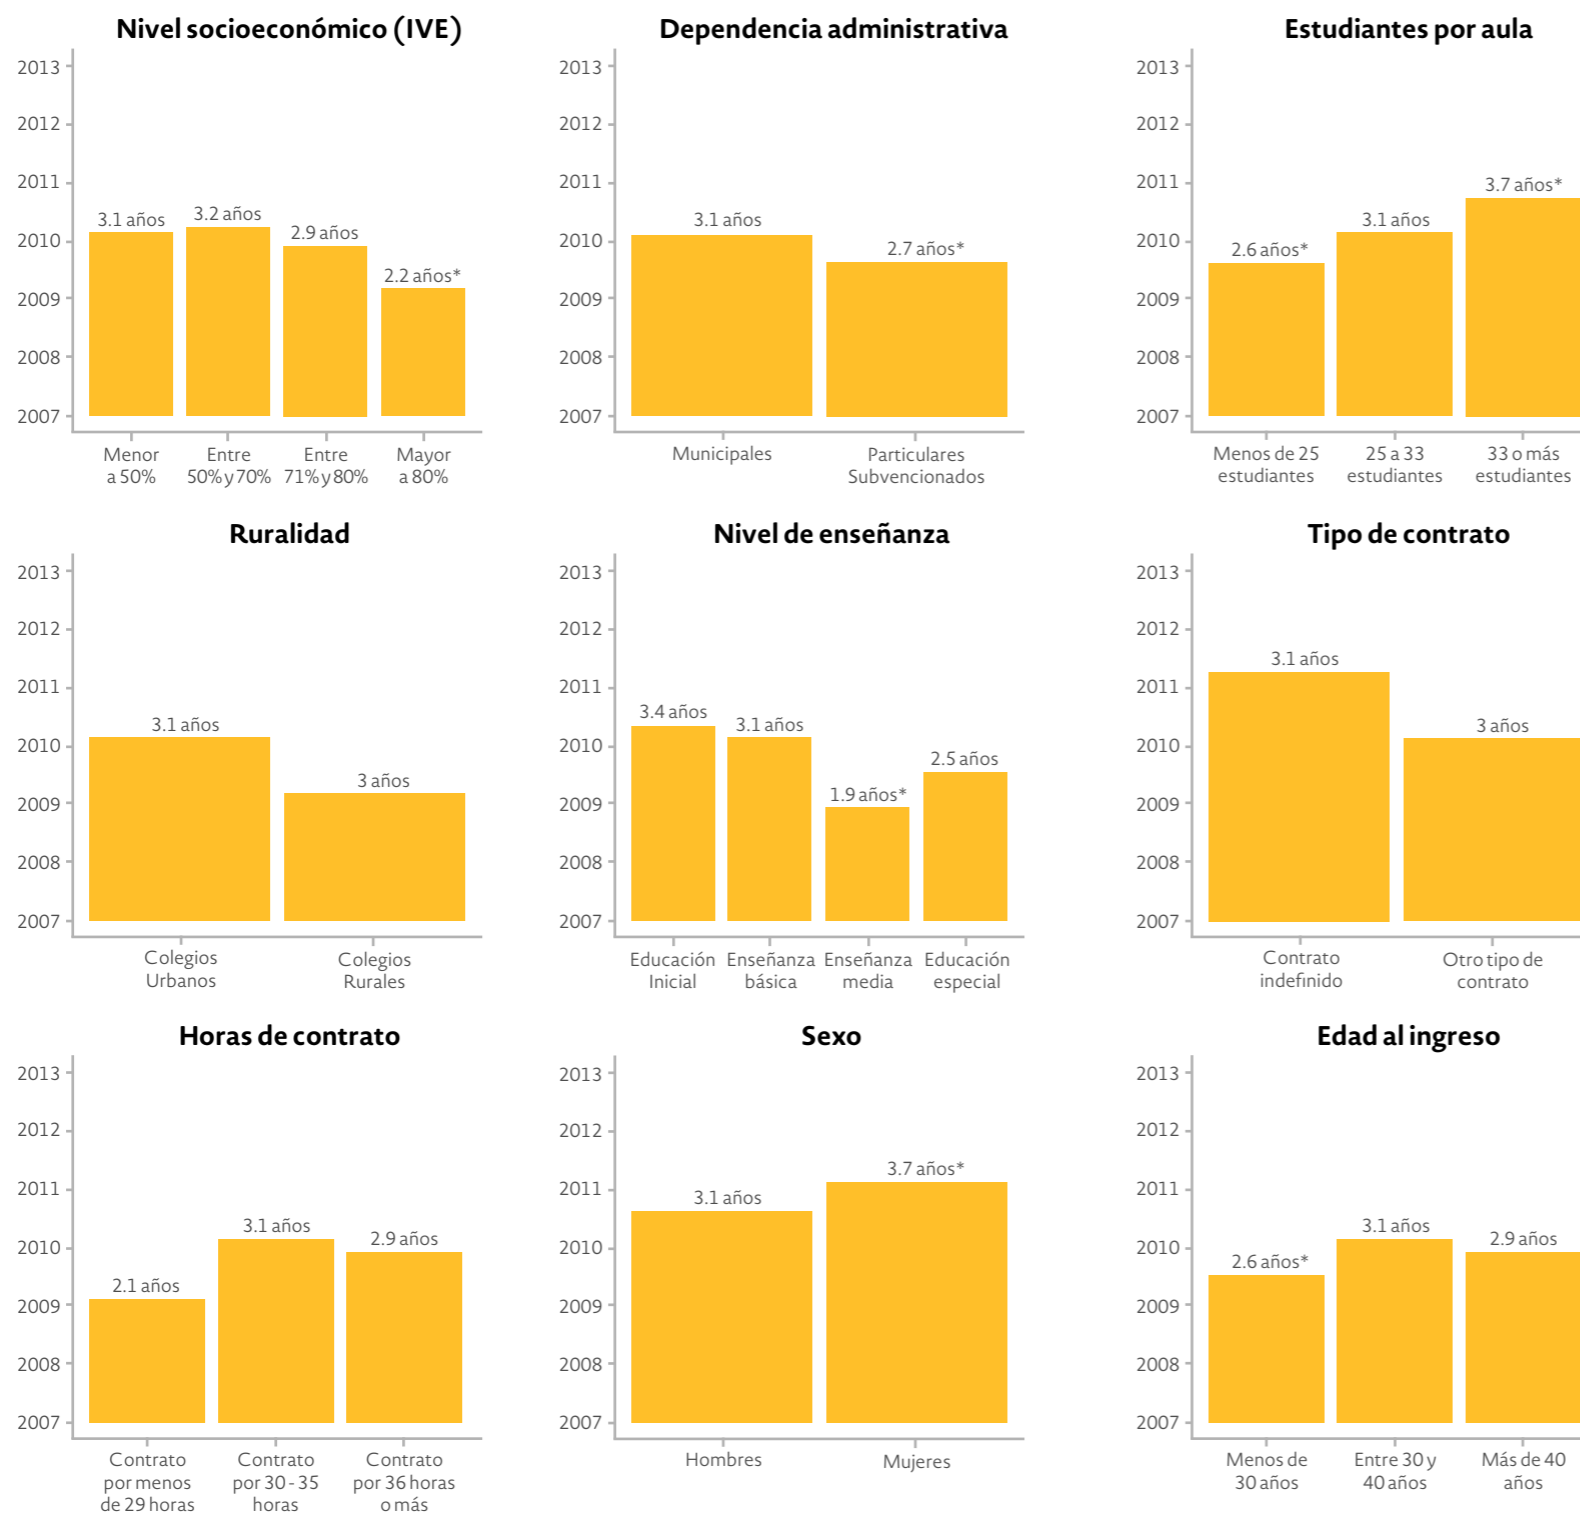 Nivel socioeconómico (IVE)
2013
2012
2011
2010
2009
2008
2007
3.1 años
3.2 años
2.9 años
2.2 años*
Menor
a 50%
Entre
50% y 70%
Entre
71% y 80%
Mayor
a 80%
Dependencia administrativa
2013
2012
2011
2010
2009
2008
2007
3.1 años
2.7 años*
Municipales
Particulares
Subvencionados
Estudiantes por aula
2013
2012
2011
2010
2009
2008
2007
2.6 años*
3.1 años
3.7 años*
Menos de 25
estudiantes
25 a 33
estudiantes
33 o más
estudiantes
Ruralidad
2013
2012
2011
2010
2009
2008
2007
3.1 años
3 años
Colegios
Urbanos
Colegios
Rurales
Nivel de enseñanza
2013
2012
2011
2010
2009
2008
2007
3.4 años
3.1 años
1.9 años*
2.5 años
Educación
Inicial
Enseñanza
básica
Enseñanza
media
Educación
especial
Tipo de contrato
2013
2012
2011
2010
2009
2008
2007
3.1 años
3 años
Contrato
indefinido
Otro tipo de
contrato
Horas de contrato
2013
2012
2011
2010
2009
2008
2007
2.1 años
3.1 años
2.9 años
Contrato
por menos
de 29 horas
Contrato
por 30 - 35
horas
Contrato
por 36 horas
o más
Sexo
2013
2012
2011
2010
2009
2008
2007
3.1 años
3.7 años*
Hombres
Mujeres
Edad al ingreso
2013
2012
2011
2010
2009
2008
2007
2.6 años*
3.1 años
2.9 años
Menos de
30 años
Entre 30 y
40 años
Más de 40
años